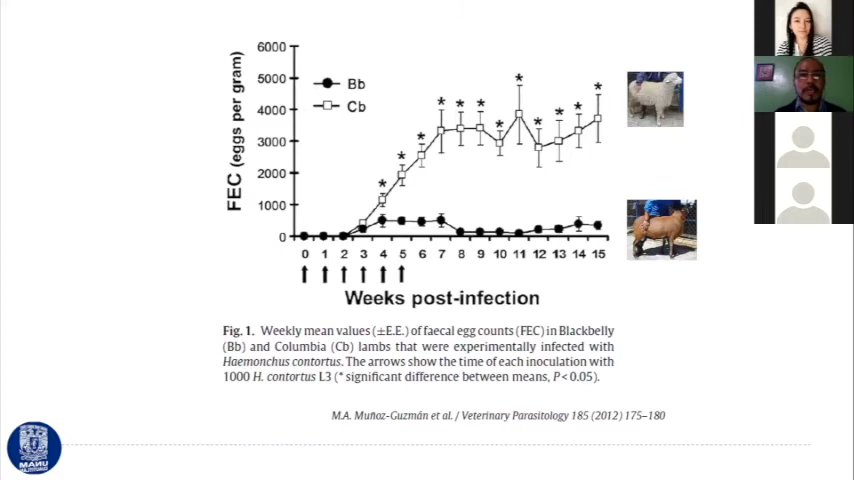 6000
5000
4000
3000
2000
1000
0
FEC (eggs per gram)
Bb
Cb
* * * * * * * * * * * *
0 1 2 3 4 5 6 7 8 9 10 11 12 13 14 15
Weeks post-infection
Fig. 1. Weekly mean values (±E.E.) of faecal egg counts (FEC) in Blackbelly
(Bb) and Columbia (Cb) lambs that were experimentally infected with
Haemonchus contortus. The arrows show the time of each inoculation with
1000 H. contortus L3 (* significant difference between means, P < 0.05).
M.A. Muñoz-Guzmán et al. / Veterinary Parasitology 185 (2012) 175–180